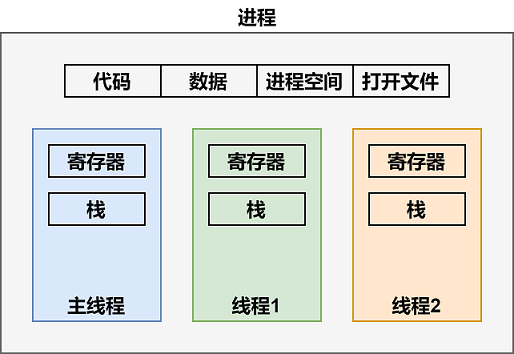 进程
代码 数据 进程空间 打开文件
寄存器 寄存器 寄存器
栈 栈 栈
主线程 线程1 线程2